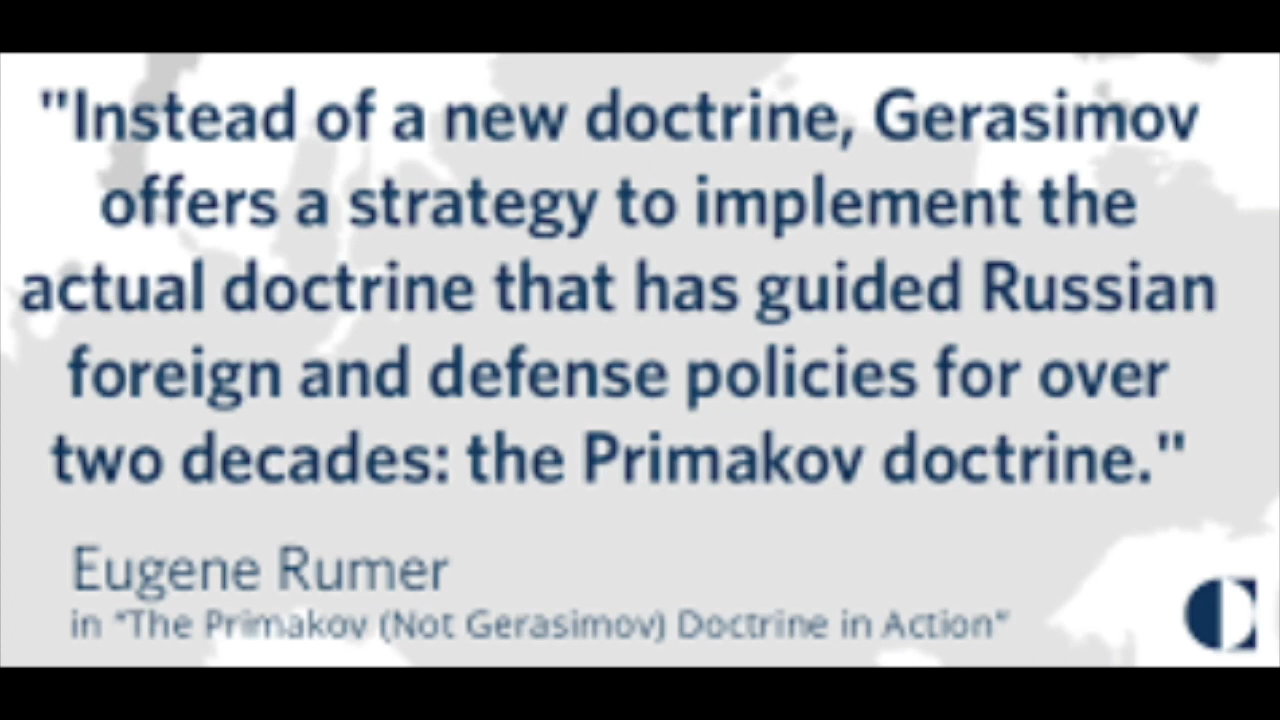 "Instead of a new doctrine, Gerasimov
offers a strategy to implement the
actual doctrine that has guided Russian
foreign and defense policies for over
two decades: the Primakov doctrine."
Eugene Rumer
in "The Primakov (Not Gerasimov) Doctrine in Action"